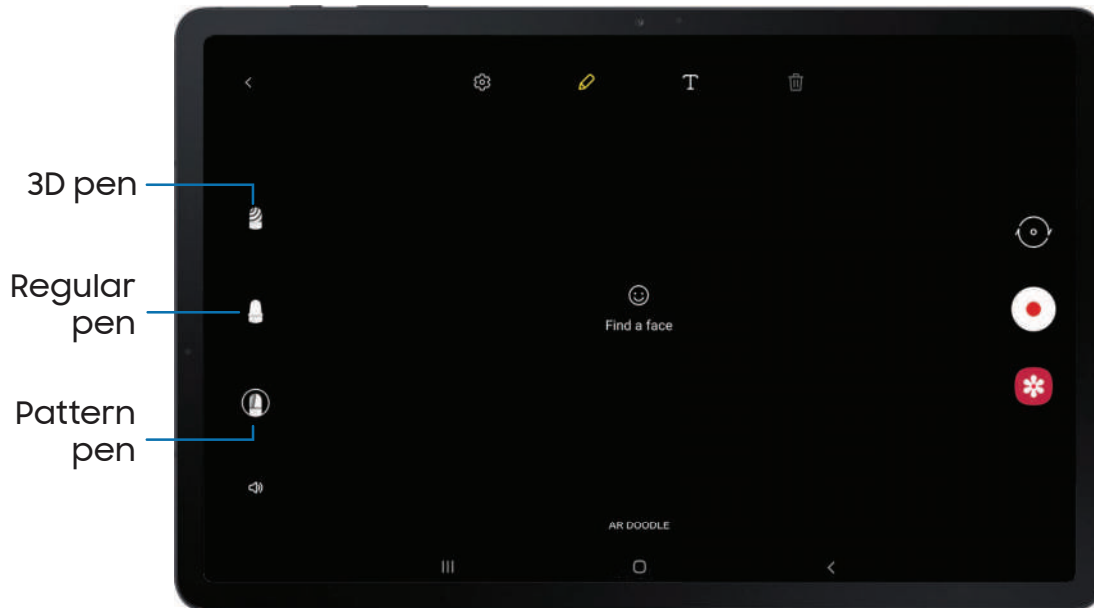 T
3D pen
Regular
pen
Find a face
Pattern
pen
AR DOODLE